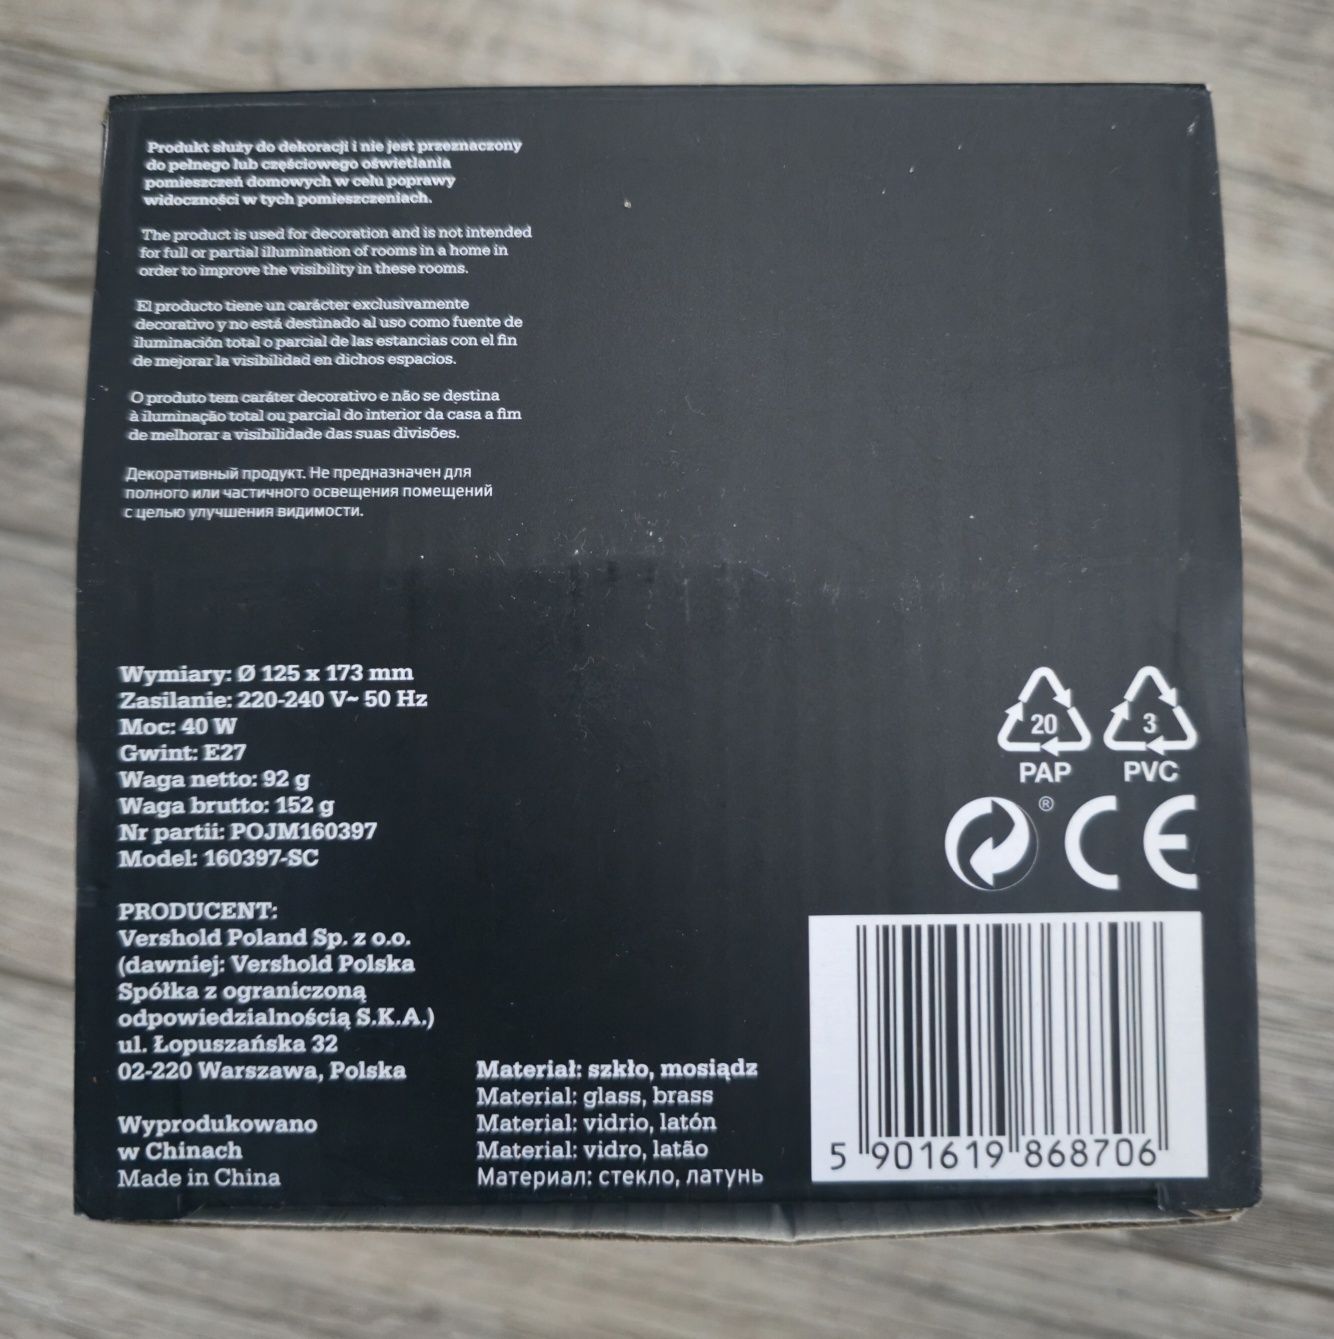 Produkt służy do dekoracji i nie jest przeznaczony
do pełnego lub częściowego oświetlania
pomieszczeń domowych w celu poprawy
widoczności w tych pomieszczeniach.
The product is used for decoration and is not intended
for full or partial illumination of rooms in a home in
order to improve the visibility in these rooms.
El producto tiene un carácter exclusivamente
decorativo y no está destinado al uso como fuente de
iluminación total o parcial de las estancias con el fin
de mejorar la visibilidad en dichos espacios.
O produto tem caráter decorativo e não se destina
à iluminação total ou parcial do interior da casa a fim
de melhorar a visibilidade das suas divisões.
Декоративный продукт. Не предназначен для
полного или частичного освещения помещений
с целью улучшения видимости.
Wymiary: Ø 125 x 173 mm
Zasilanie: 220-240 V~ 50 Hz
Moc: 40 W
Gwint: E27
Waga netto: 92 g
Waga brutto: 152 g
Nr partii: POJM160397
Model: 160397-SC
PRODUCENT:
Vershold Poland Sp. z o.o.
(dawniej: Vershold Polska
Spółka z ograniczoną
odpowiedzialnością S.K.A.)
ul. Łopuszańska 32
02-220 Warszawa, Polska
Wyprodukowano
w Chinach
Made in China
Materiał: szkło, mosiądz
Material: glass, brass
Material: vidrio, latón
Material: vidro, latão
Материал: стекло, латунь
20 3
PAP PVC
® CE
5 901619 868706